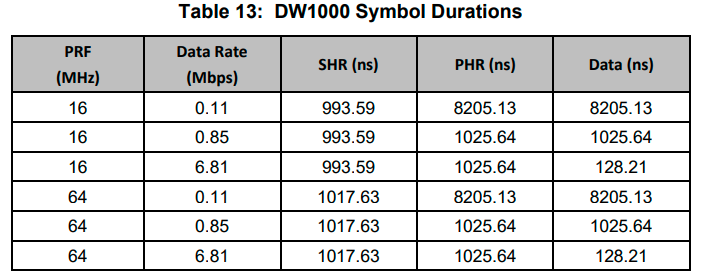 Table 13: DW1000 Symbol Durations
PRF (MHz) Data Rate (Mbps) SHR (ns) PHR (ns) Data (ns)
16 0.11 993.59 8205.13 8205.13
16 0.85 993.59 1025.64 1025.64
16 6.81 993.59 1025.64 128.21
64 0.11 1017.63 8205.13 8205.13
64 0.85 1017.63 1025.64 1025.64
64 6.81 1017.63 1025.64 128.21